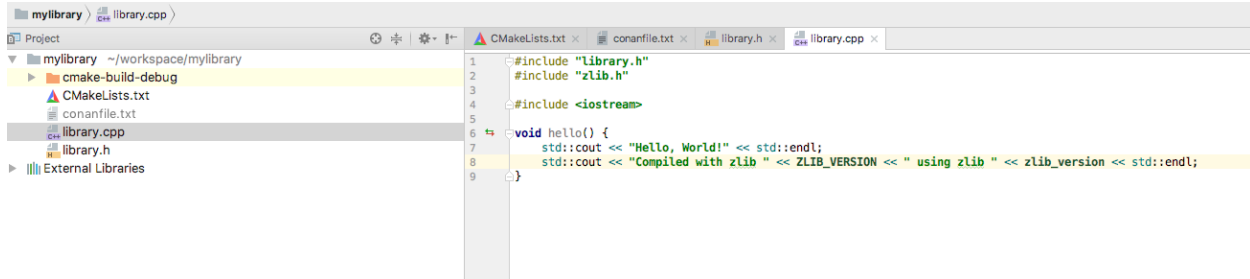 mylibrary library.cpp
Project
CMakeLists.txt conanfile.txt library.h library.cpp
mylibrary ~/workspace/mylibrary
cmake-build-debug
CMakeLists.txt
conanfile.txt
library.cpp
library.h
External Libraries
1 #include "library.h"
2 #include "zlib.h"
3
4 #include <iostream>
5
6 void hello() {
7 std::cout << "Hello, World!" << std::endl;
8 std::cout << "Compiled with zlib " << ZLIB_VERSION << " using zlib " << zlib_version << std::endl;
9 }